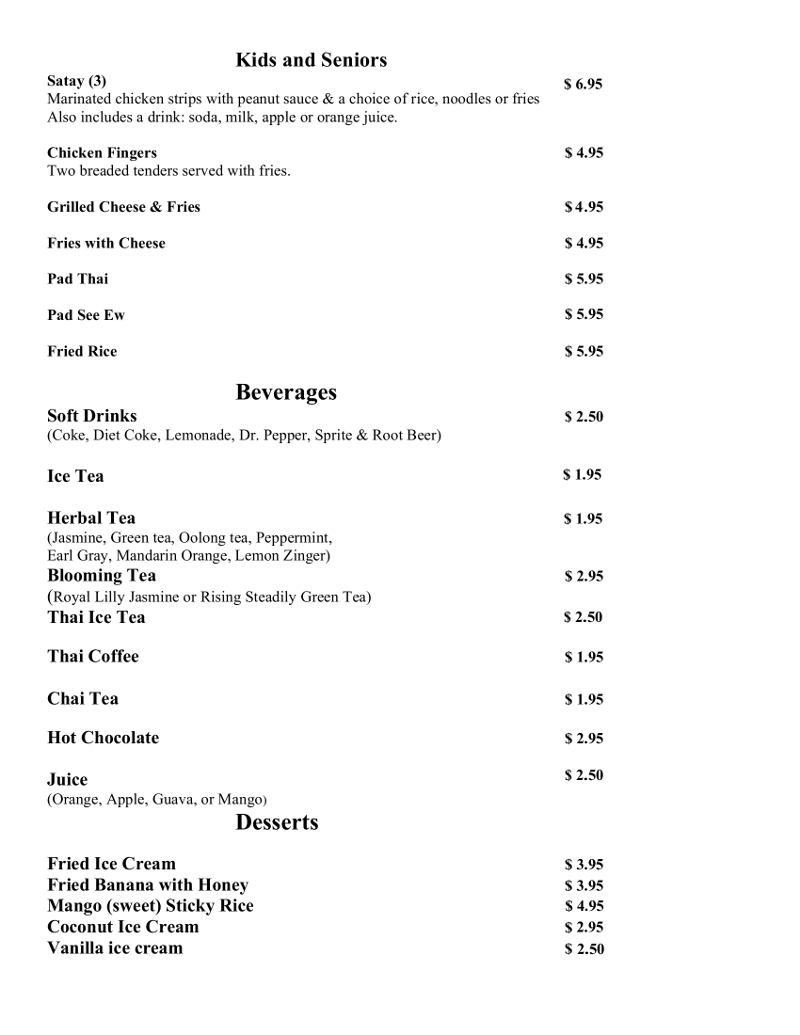 Kids and Seniors
Satay (3) $ 6.95
Marinated chicken strips with peanut sauce & a choice of rice, noodles or fries
Also includes a drink: soda, milk, apple or orange juice.
Chicken Fingers $ 4.95
Two breaded tenders served with fries.
Grilled Cheese & Fries $ 4.95
Fries with Cheese $ 4.95
Pad Thai $ 5.95
Pad See Ew $ 5.95
Fried Rice $ 5.95
Beverages
Soft Drinks $ 2.50
(Coke, Diet Coke, Lemonade, Dr. Pepper, Sprite & Root Beer)
Ice Tea $ 1.95
Herbal Tea $ 1.95
(Jasmine, Green tea, Oolong tea, Peppermint,
Earl Gray, Mandarin Orange, Lemon Zinger)
Blooming Tea $ 2.95
(Royal Lilly Jasmine or Rising Steadily Green Tea)
Thai Ice Tea $ 2.50
Thai Coffee $ 1.95
Chai Tea $ 1.95
Hot Chocolate $ 2.95
Juice $ 2.50
(Orange, Apple, Guava, or Mango)
Desserts
Fried Ice Cream $ 3.95
Fried Banana with Honey $ 3.95
Mango (sweet) Sticky Rice $ 4.95
Coconut Ice Cream $ 2.95
Vanilla ice cream $ 2.50